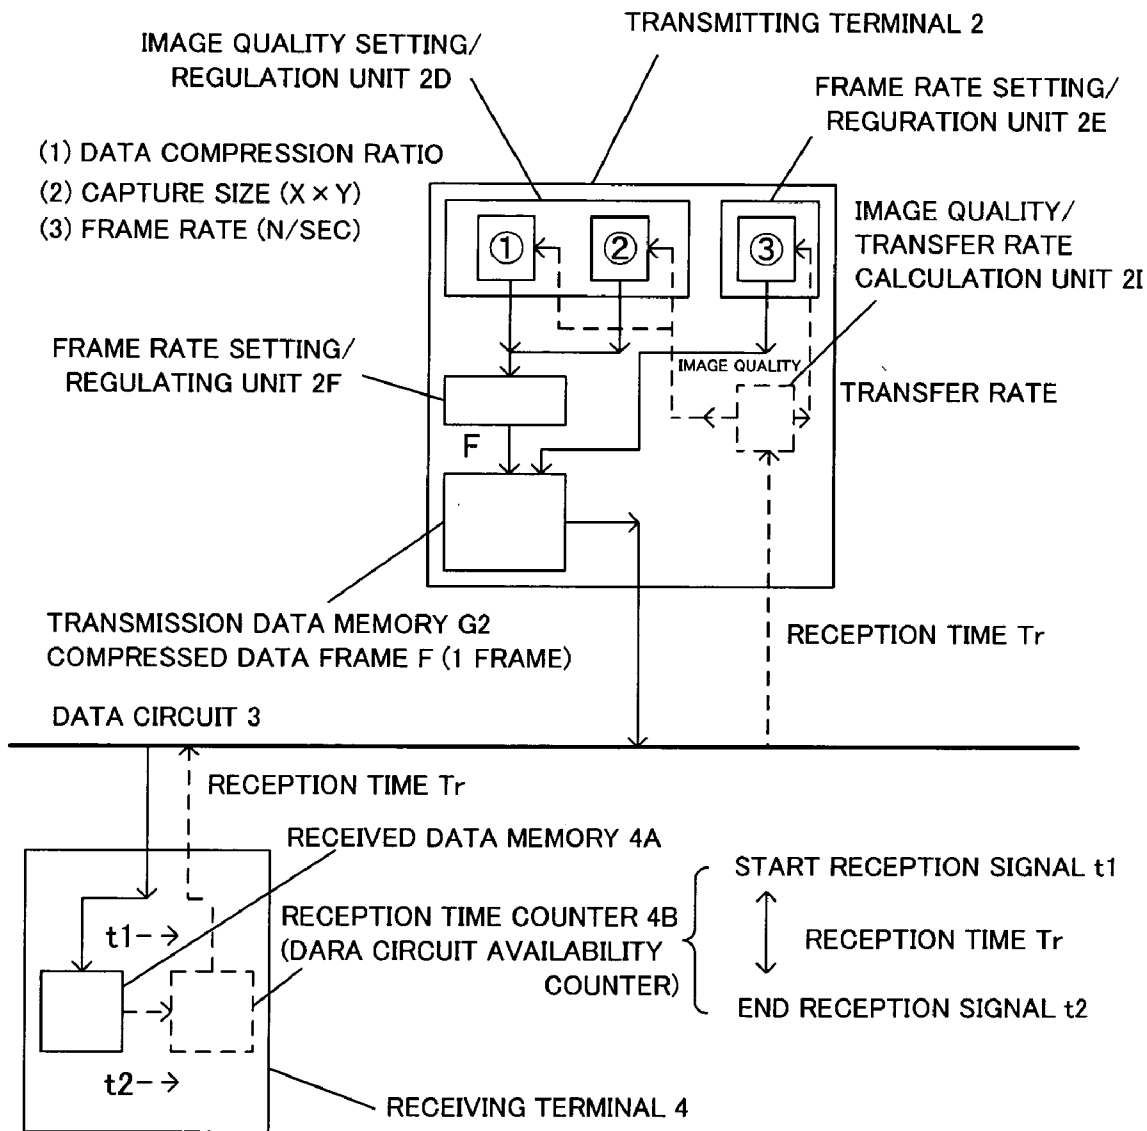 TRANSMITTING TERMINAL 2
IMAGE QUALITY SETTING/
REGULATION UNIT 2D
FRAME RATE SETTING/
REGURATION UNIT 2E
(1) DATA COMPRESSION RATIO
(2) CAPTURE SIZE (X × Y)
(3) FRAME RATE (N/SEC)
① ② ③
IMAGE QUALITY/
TRANSFER RATE
CALCULATION UNIT 2I
FRAME RATE SETTING/
REGULATING UNIT 2F
IMAGE QUALITY
TRANSFER RATE
F
TRANSMISSION DATA MEMORY G2
COMPRESSED DATA FRAME F (1 FRAME)
RECEPTION TIME Tr
DATA CIRCUIT 3
RECEPTION TIME Tr
RECEIVED DATA MEMORY 4A
START RECEPTION SIGNAL t1
RECEPTION TIME COUNTER 4B
(DARA CIRCUIT AVAILABILITY
COUNTER)
RECEPTION TIME Tr
END RECEPTION SIGNAL t2
t1
t2
RECEIVING TERMINAL 4